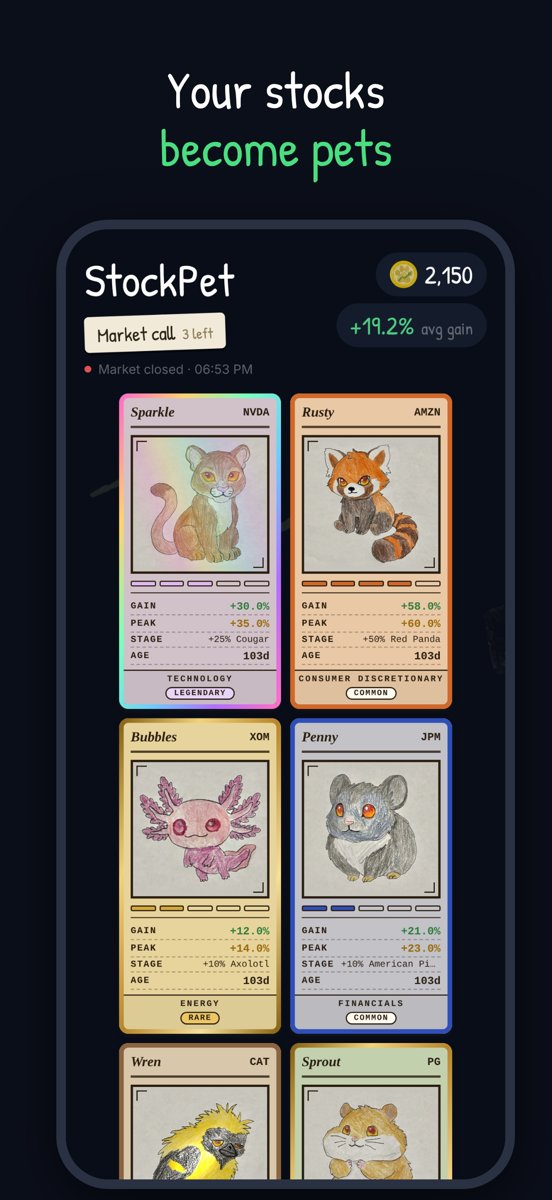 Your stocks
become pets
StockPet
2,150
Market call 3 left
+19.2% avg gain
Market closed · 06:53 PM
Sparkle NVDA
GAIN +30.0%
PEAK +35.0%
STAGE +25% Cougar
AGE 103d
TECHNOLOGY
LEGENDARY
Rusty AMZN
GAIN +58.0%
PEAK +60.0%
STAGE +50% Red Panda
AGE 103d
CONSUMER DISCRETIONARY
COMMON
Bubbles XOM
GAIN +12.0%
PEAK +14.0%
STAGE +10% Axolotl
AGE 103d
ENERGY
RARE
Penny JPM
GAIN +21.0%
PEAK +23.0%
STAGE +10% American Pi…
AGE 103d
FINANCIALS
COMMON
Wren CAT
Sprout PG